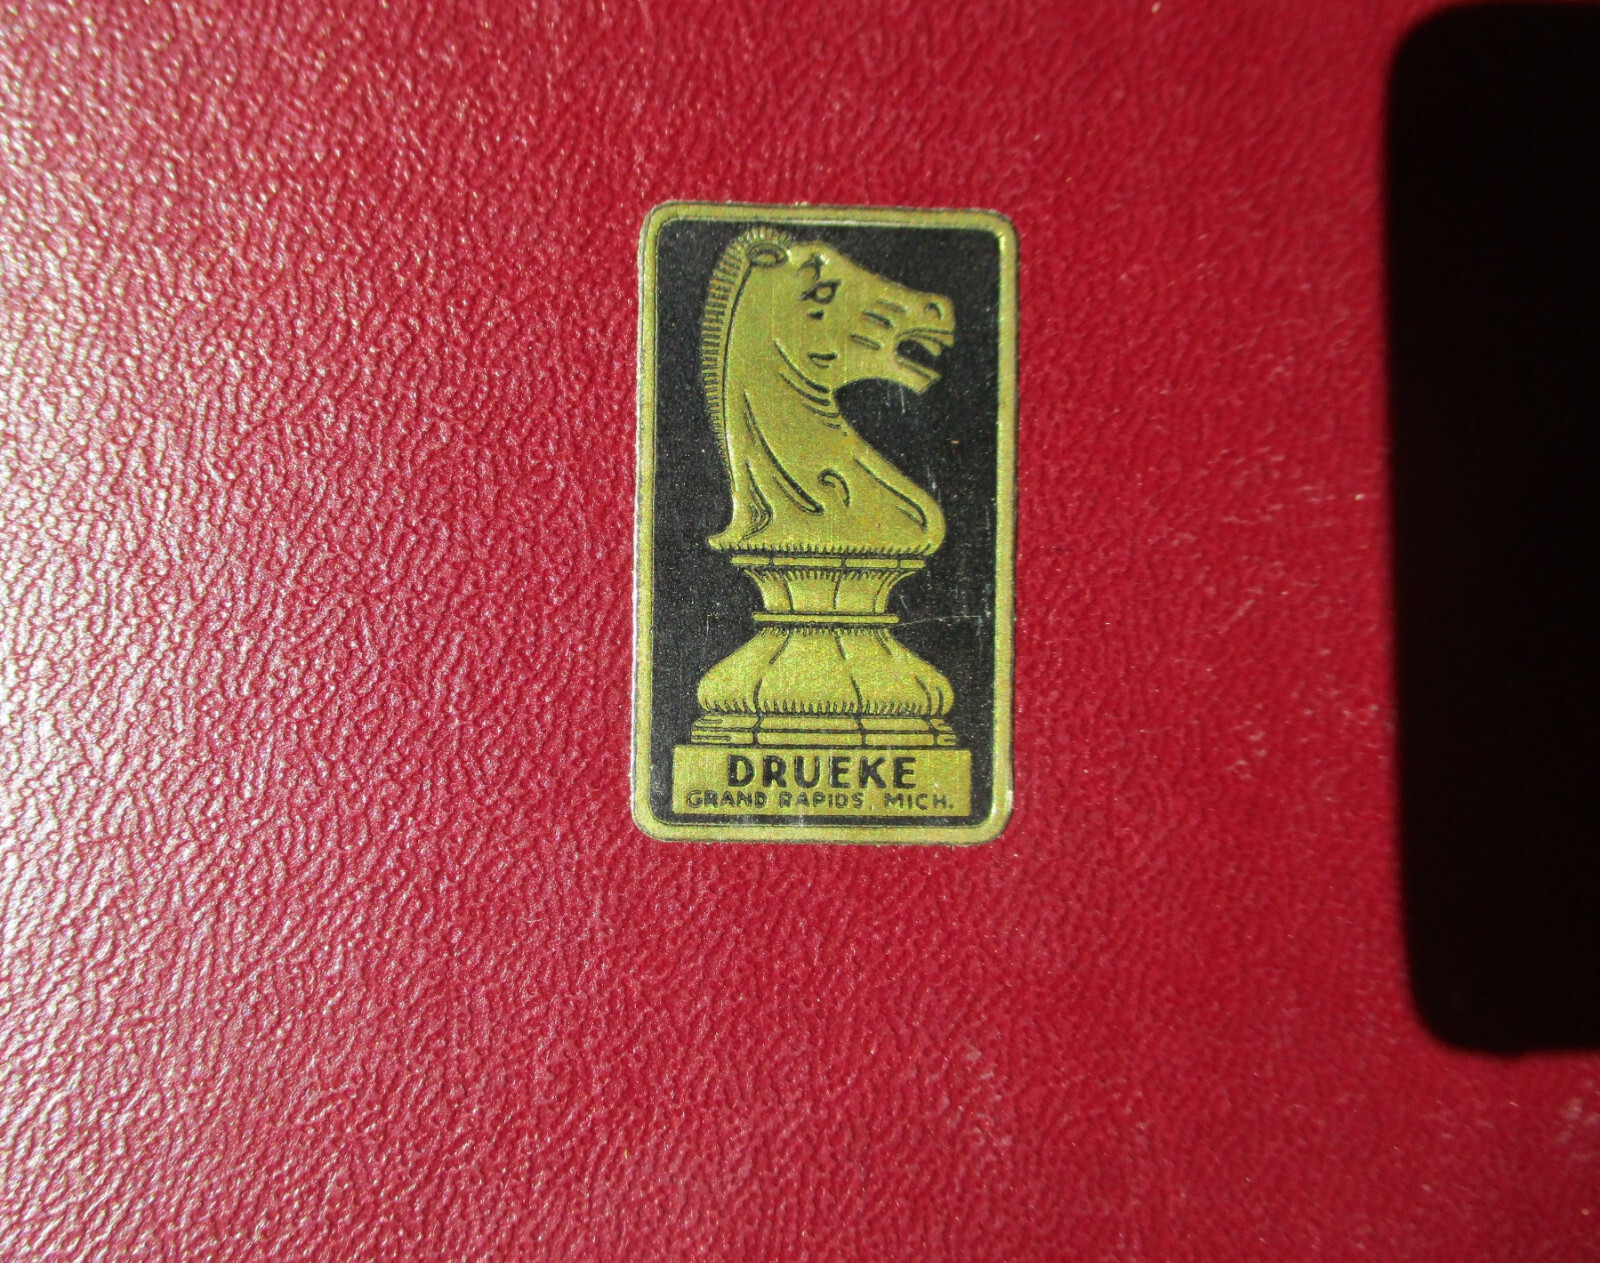 DRUEKE
GRAND RAPIDS, MICH.